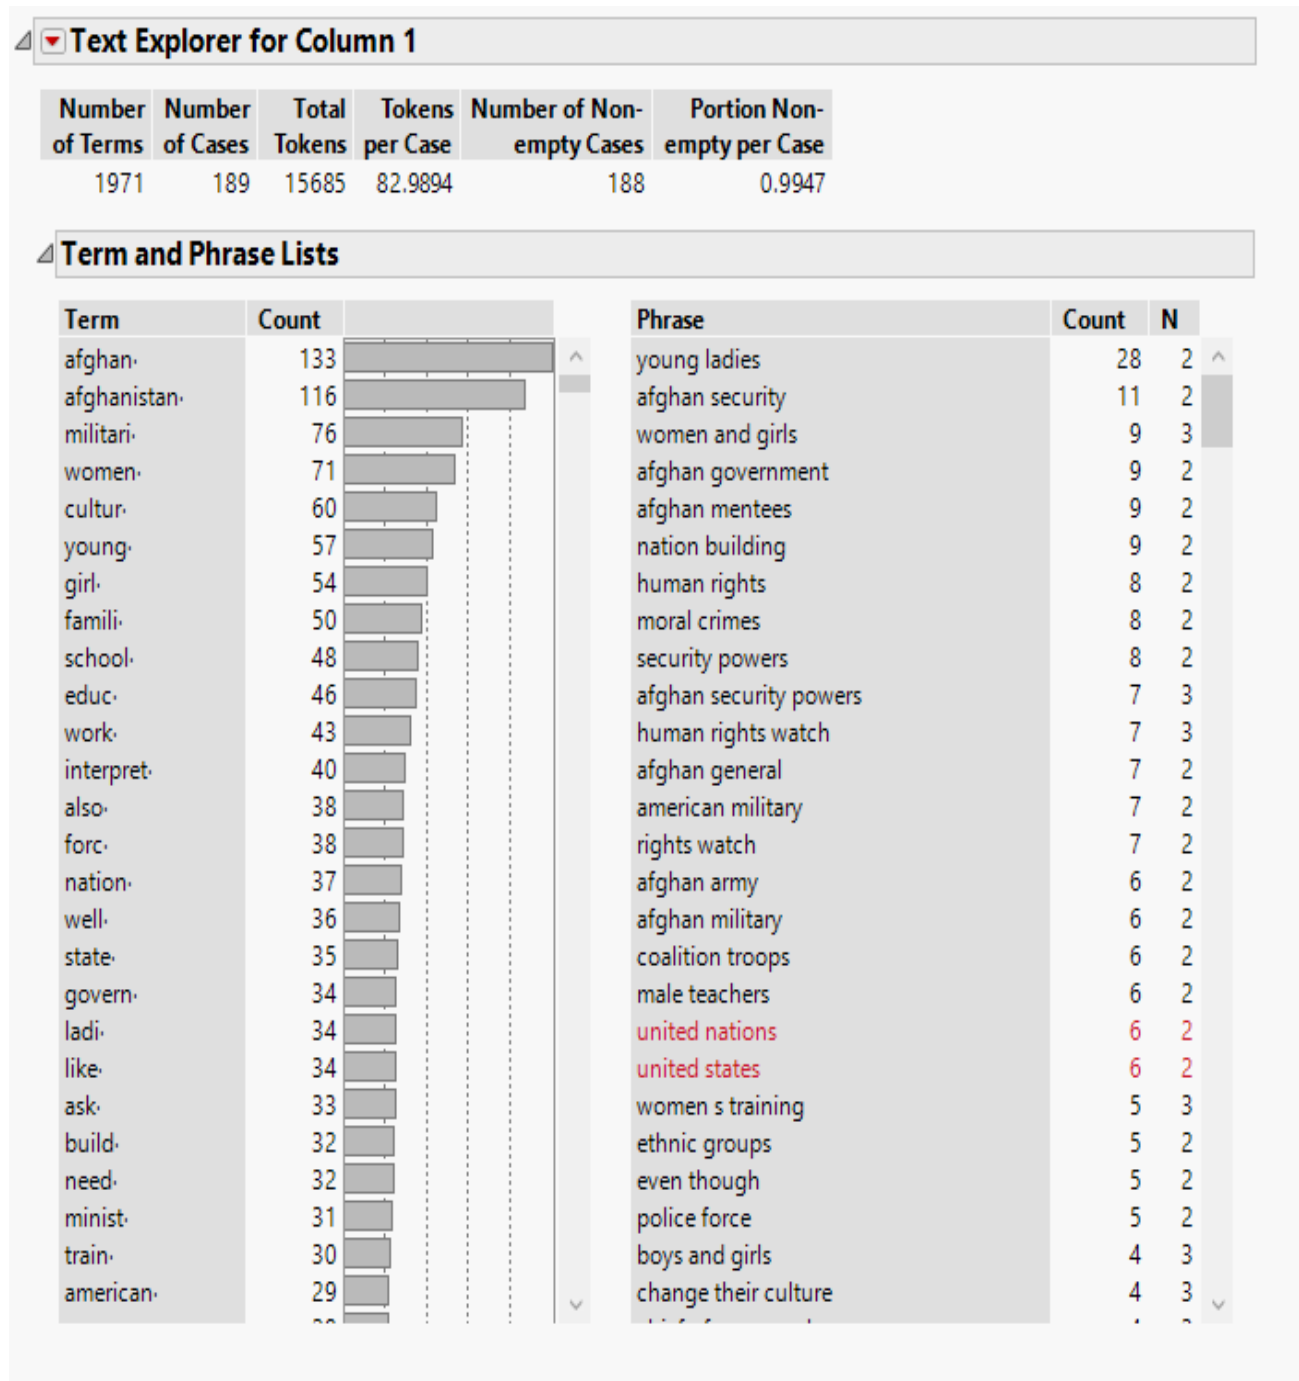 Text Explorer for Column 1
Number of Terms Number of Cases Total Tokens Tokens per Case Number of Non-empty Cases Portion Non-empty per Case
1971 189 15685 82.9894 188 0.9947
Term and Phrase Lists
Term Count Phrase Count N
afghan· 133 young ladies 28 2
afghanistan· 116 afghan security 11 2
militari· 76 women and girls 9 3
women· 71 afghan government 9 2
cultur· 60 afghan mentees 9 2
young· 57 nation building 9 2
girl· 54 human rights 8 2
famili· 50 moral crimes 8 2
school· 48 security powers 8 2
educ· 46 afghan security powers 7 3
work· 43 human rights watch 7 3
interpret· 40 afghan general 7 2
also· 38 american military 7 2
forc· 38 rights watch 7 2
nation· 37 afghan army 6 2
well· 36 afghan military 6 2
state· 35 coalition troops 6 2
govern· 34 male teachers 6 2
ladi· 34 united nations 6 2
like· 34 united states 6 2
ask· 33 women s training 5 3
build· 32 ethnic groups 5 2
need· 32 even though 5 2
minist· 31 police force 5 2
train· 30 boys and girls 4 3
american· 29 change their culture 4 3